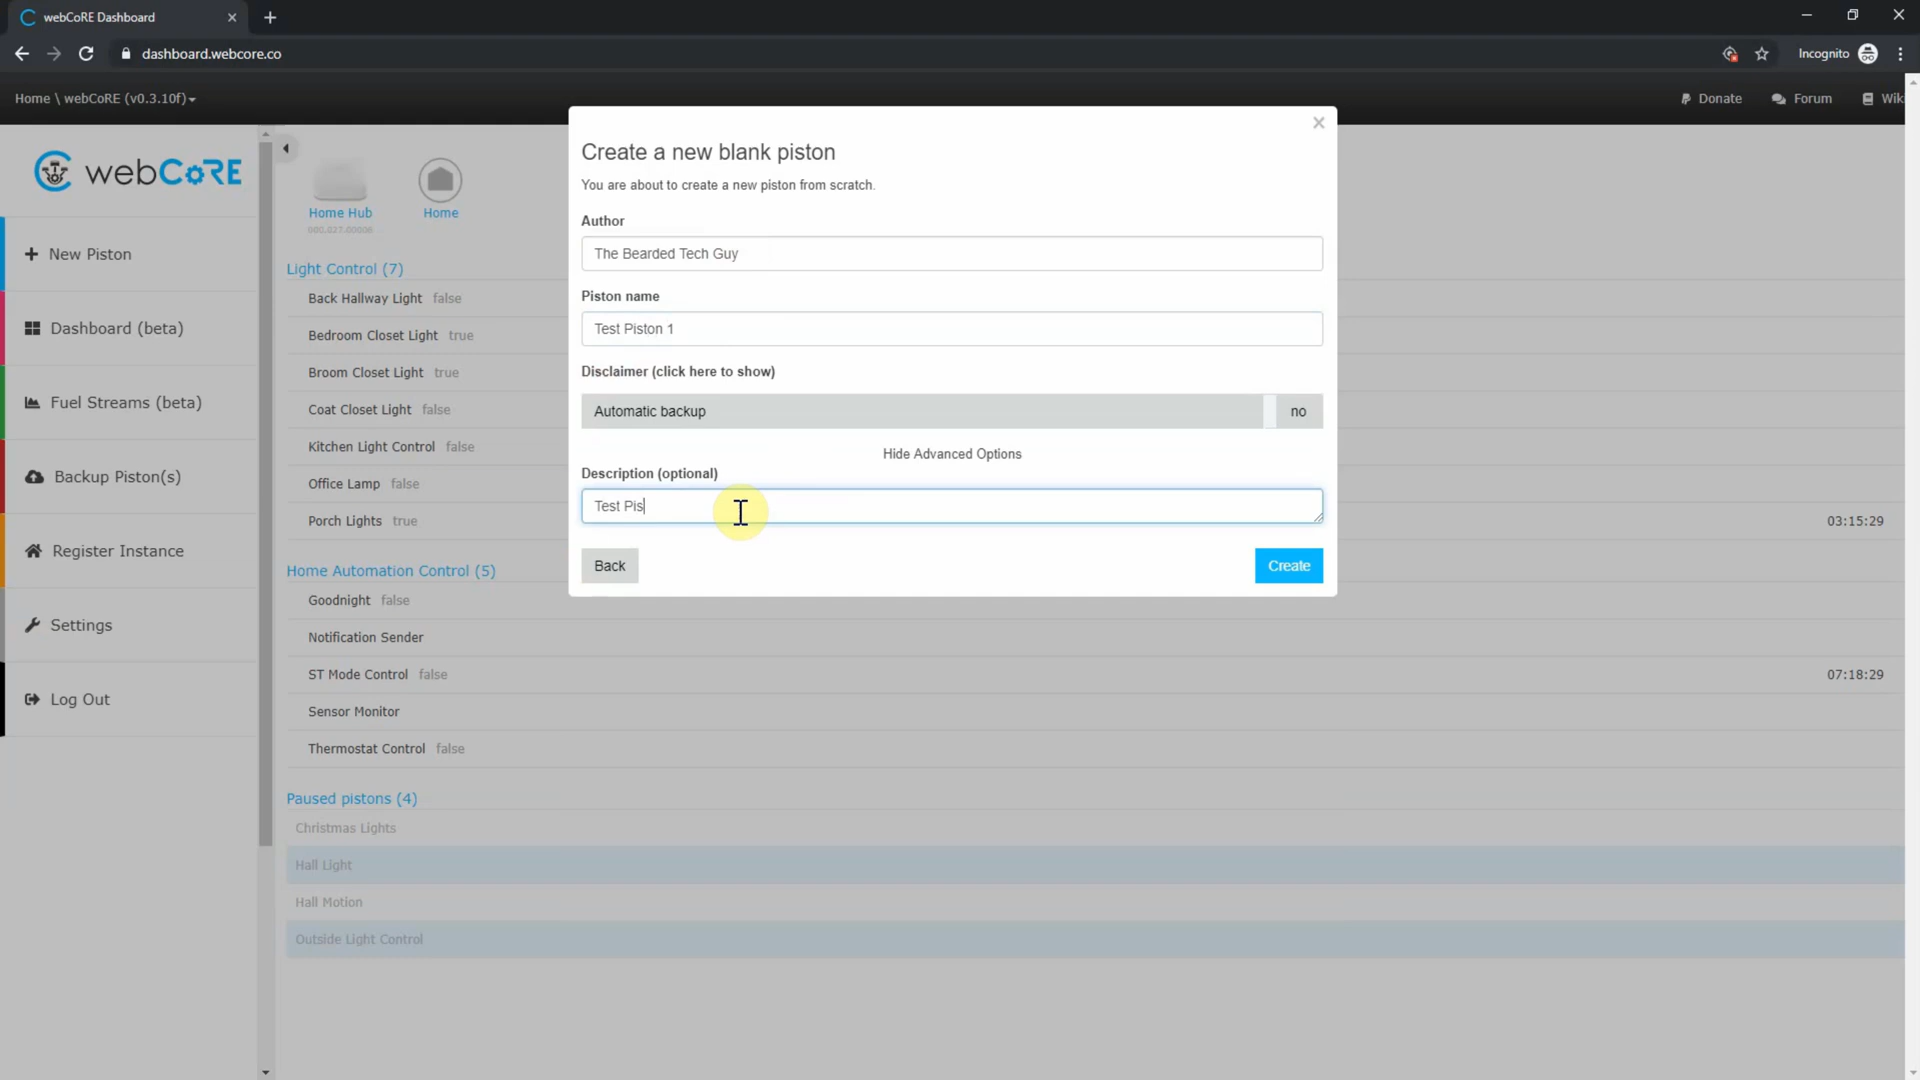 webCoRE Dashboard
dashboard.webcore.co
Incognito
Home \ webCoRE (v0.3.10f)
Donate
Forum
Wiki
webCoRE
New Piston
Dashboard (beta)
Fuel Streams (beta)
Backup Piston(s)
Register Instance
Settings
Log Out
Home Hub
Home
Light Control (7)
Back Hallway Light false
Bedroom Closet Light true
Broom Closet Light true
Coat Closet Light false
Kitchen Light Control false
Office Lamp false
Porch Lights true
03:15:29
Home Automation Control (5)
Goodnight false
Notification Sender
ST Mode Control false
07:18:29
Sensor Monitor
Thermostat Control false
Paused pistons (4)
Christmas Lights
Hall Light
Hall Motion
Outside Light Control
Create a new blank piston
You are about to create a new piston from scratch.
Author
The Bearded Tech Guy
Piston name
Test Piston 1
Disclaimer (click here to show)
Automatic backup no
Hide Advanced Options
Description (optional)
Test Pis
Back
Create